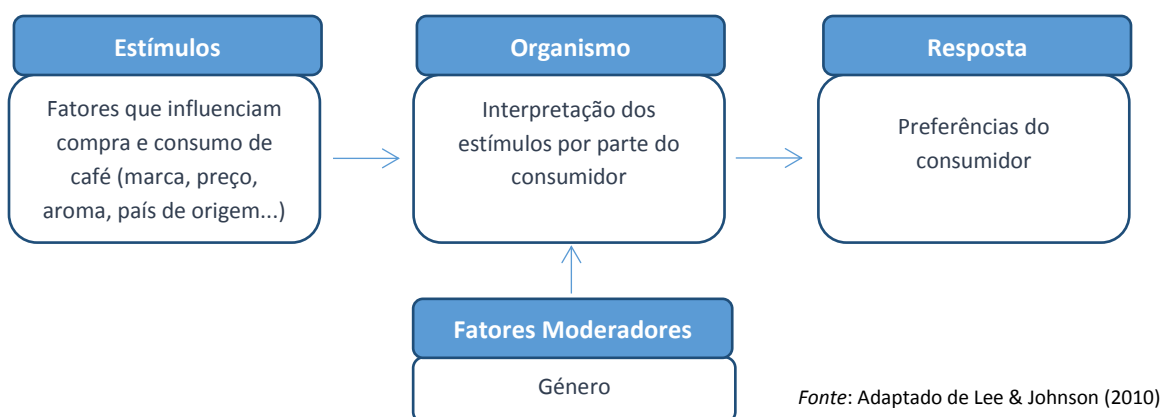 Estímulos
Fatores que influenciam
compra e consumo de
café (marca, preço,
aroma, país de origem...)
Organismo
Interpretação dos
estímulos por parte do
consumidor
Resposta
Preferências do
consumidor
Fatores Moderadores
Género
Fonte: Adaptado de Lee & Johnson (2010)